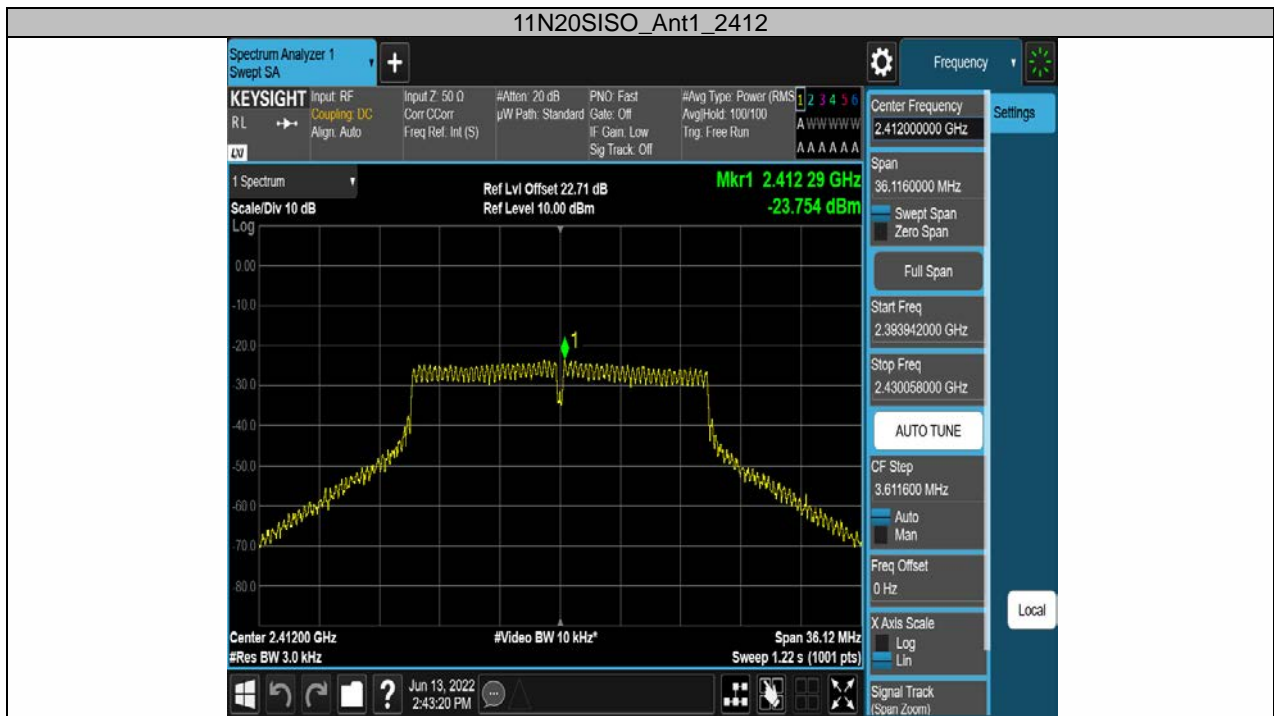 11N20SISO_Ant1_2412
Spectrum Analyzer 1
Swept SA
+
Frequency
KEYSIGHT
RL
LXI
Input: RF
Coupling: DC
Align: Auto
Input Z: 50 Ω
Corr CCorr
Freq Ref: Int (S)
#Atten: 20 dB
µW Path: Standard
PNO: Fast
Gate: Off
IF Gain: Low
Sig Track: Off
#Avg Type: Power (RMS
Avg|Hold: 100/100
Trig: Free Run
1 2 3 4 5 6
A W W W W W
A A A A A A
1 Spectrum
Scale/Div 10 dB
Ref Lvl Offset 22.71 dB
Ref Level 10.00 dBm
Mkr1 2.412 29 GHz
-23.754 dBm
Log
0.00
-10.0
-20.0
-30.0
-40.0
-50.0
-60.0
-70.0
-80.0
1
Center 2.41200 GHz
#Res BW 3.0 kHz
#Video BW 10 kHz*
Span 36.12 MHz
Sweep 1.22 s (1001 pts)
Center Frequency
2.412000000 GHz
Settings
Span
36.1160000 MHz
Swept Span
Zero Span
Full Span
Start Freq
2.393942000 GHz
Stop Freq
2.430058000 GHz
AUTO TUNE
CF Step
3.611600 MHz
Auto
Man
Freq Offset
0 Hz
X Axis Scale
Log
Lin
Local
Signal Track
(Span Zoom)
?
Jun 13, 2022
2:43:20 PM